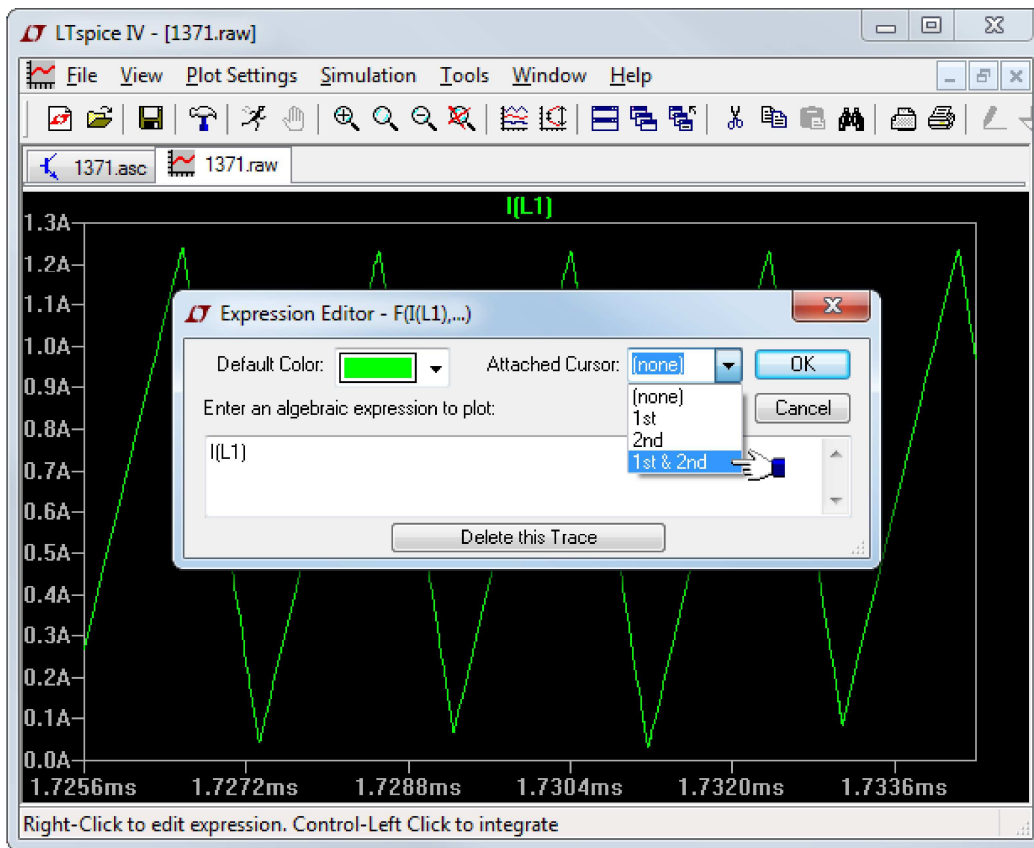 LTspice IV - [1371.raw]
File View Plot Settings Simulation Tools Window Help
1371.asc 1371.raw
I(L1)
1.3A
1.2A
1.1A
1.0A
0.9A
0.8A
0.7A
0.6A
0.5A
0.4A
0.3A
0.2A
0.1A
0.0A
Expression Editor - F(I(L1),...)
Default Color: Attached Cursor: (none) OK
(none)
1st
2nd
1st & 2nd
Cancel
Enter an algebraic expression to plot:
I(L1)
Delete this Trace
1.7256ms 1.7272ms 1.7288ms 1.7304ms 1.7320ms 1.7336ms
Right-Click to edit expression. Control-Left Click to integrate